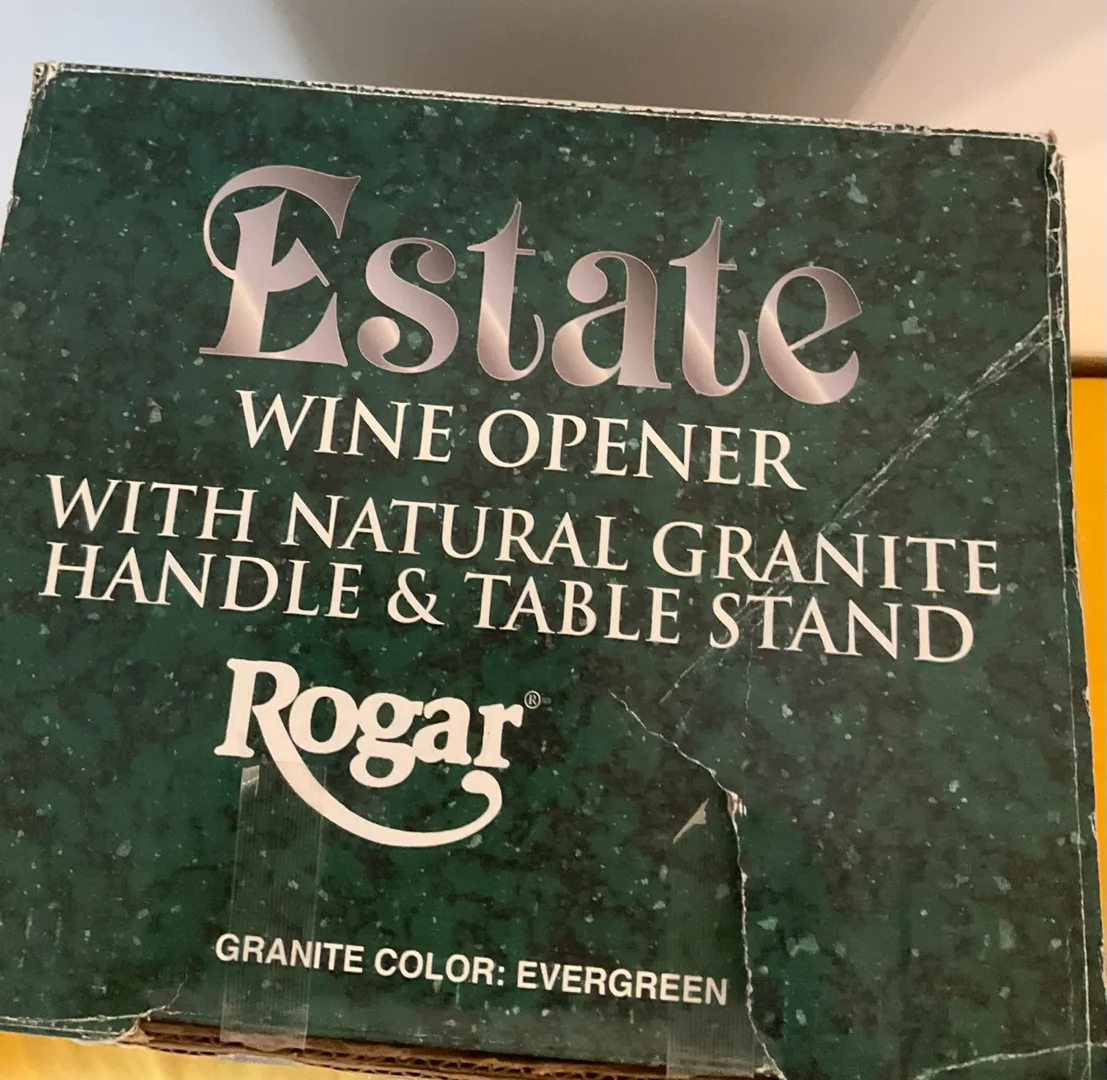 Estate
WINE OPENER
WITH NATURAL GRANITE
HANDLE & TABLE STAND
Rogar®
GRANITE COLOR: EVERGREEN